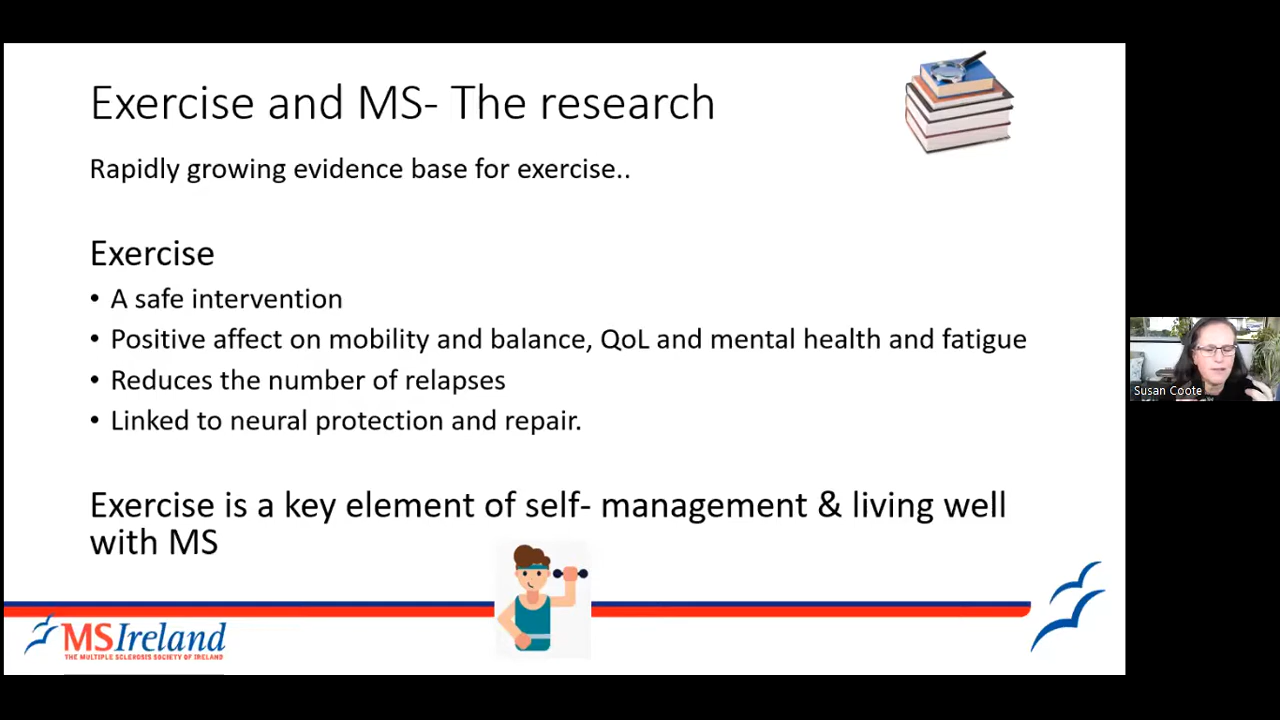 Exercise and MS- The research
Rapidly growing evidence base for exercise..
Exercise
• A safe intervention
• Positive affect on mobility and balance, QoL and mental health and fatigue
• Reduces the number of relapses
• Linked to neural protection and repair.
Exercise is a key element of self- management & living well
with MS
MSIreland
THE MULTIPLE SCLEROSIS SOCIETY OF IRELAND
Susan Coote